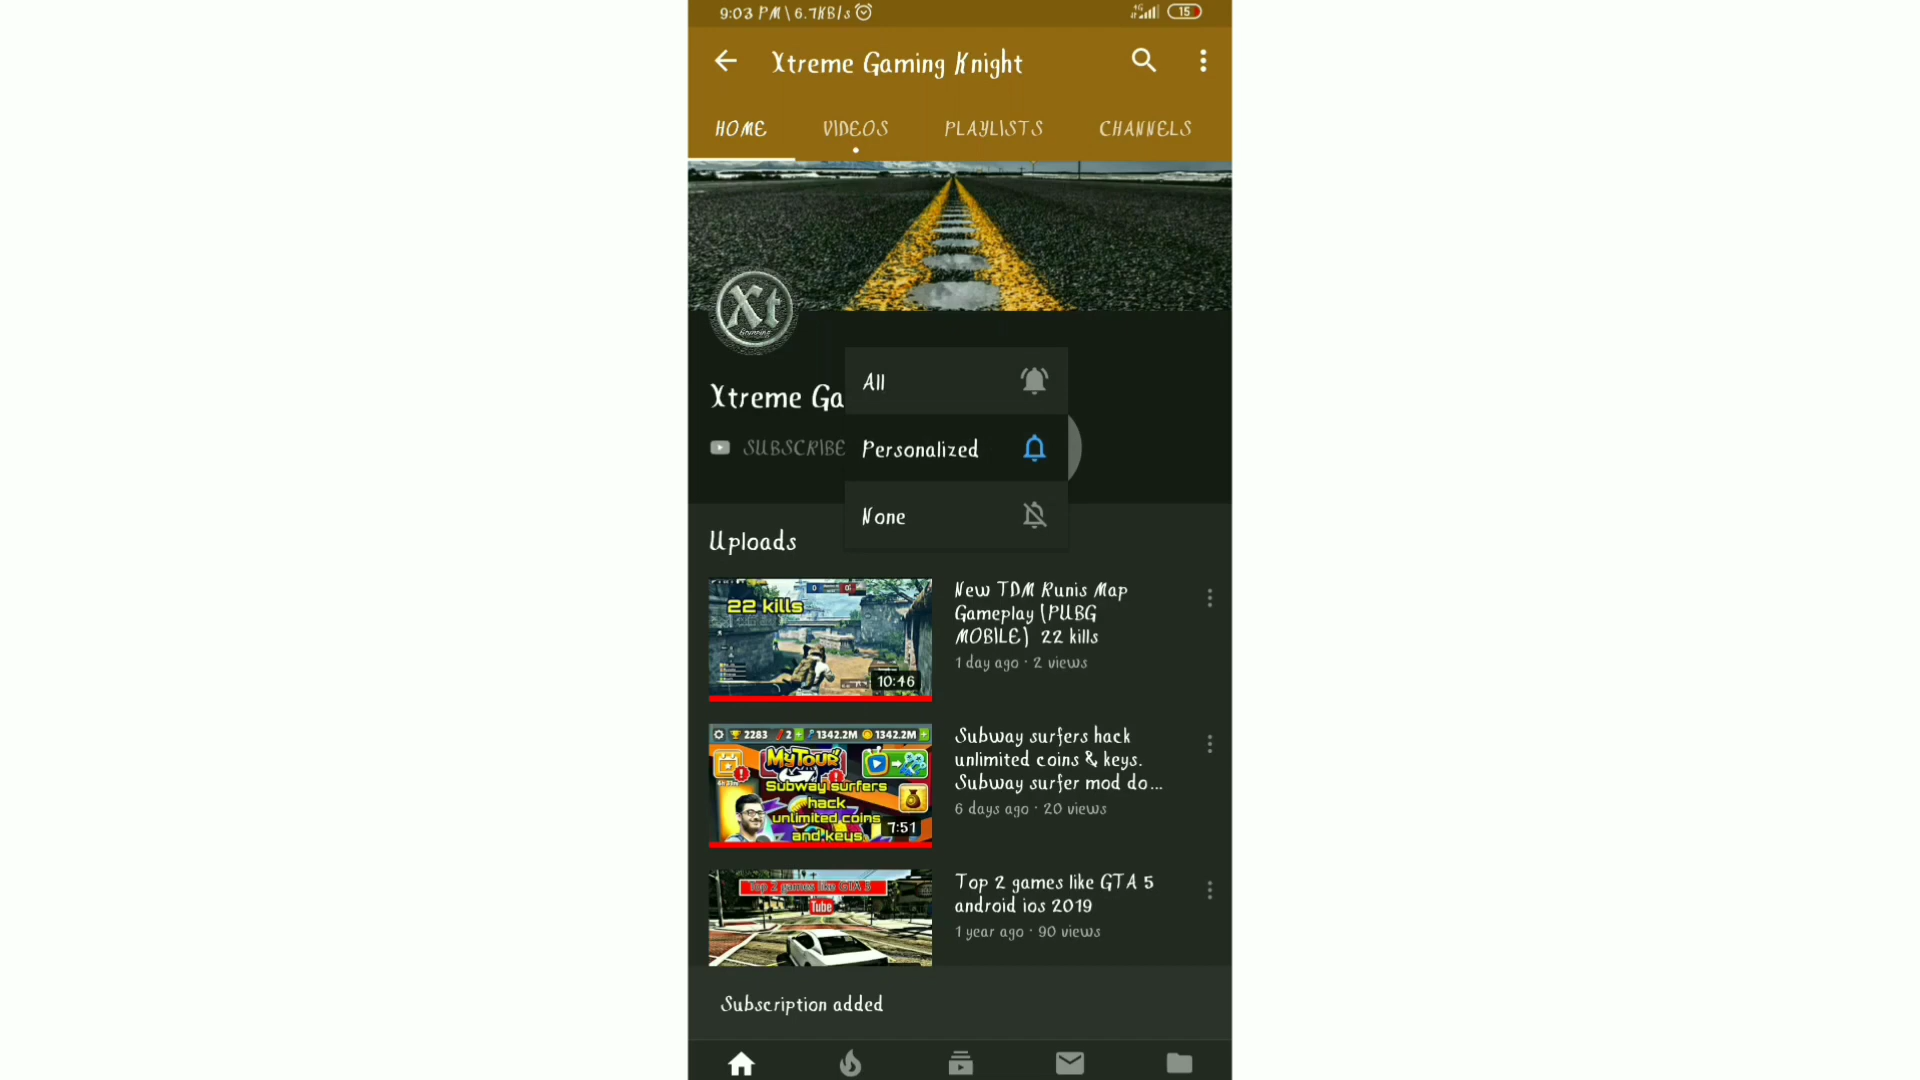 9:03 PM \ 6.7KB/s
4G
15
Xtreme Gaming Knight
HOME VIDEOS PLAYLISTS CHANNELS
Xt
Gamping
All
Xtreme Ga
SUBSCRIBE
Personalized
None
Uploads
22 kills
10:46
New TDM Runis Map
Gameplay (PUBG
MOBILE) 22 kills
1 day ago · 2 views
2283 2 1342.2M 1342.2M
MYTOUR
Subway surfers
hack
unlimited coins
and keys
7:51
Subway surfers hack
unlimited coins & keys.
Subway surfer mod do...
6 days ago · 20 views
Top 2 games like GTA 5
Tube
Top 2 games like GTA 5
android ios 2019
1 year ago · 90 views
Subscription added